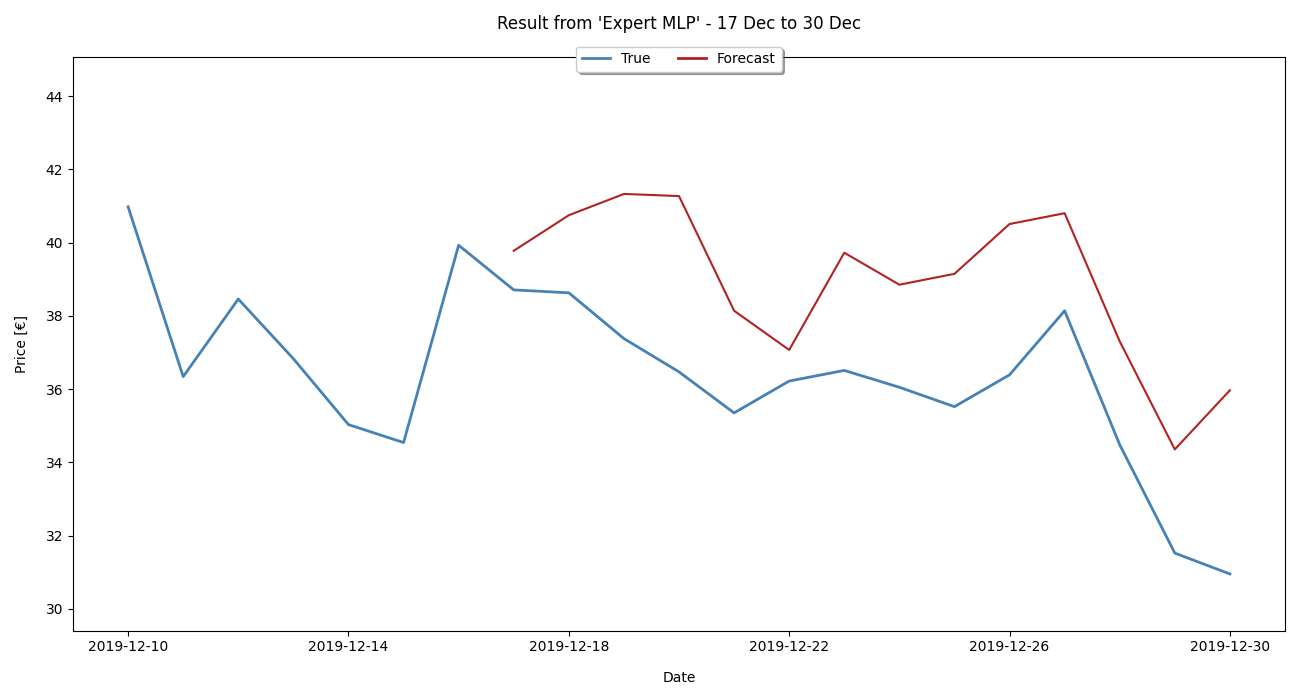 Result from 'Expert MLP' - 17 Dec to 30 Dec
True Forecast
44
42
40
38
36
34
32
30
Price [€]
2019-12-10 2019-12-14 2019-12-18 2019-12-22 2019-12-26 2019-12-30
Date